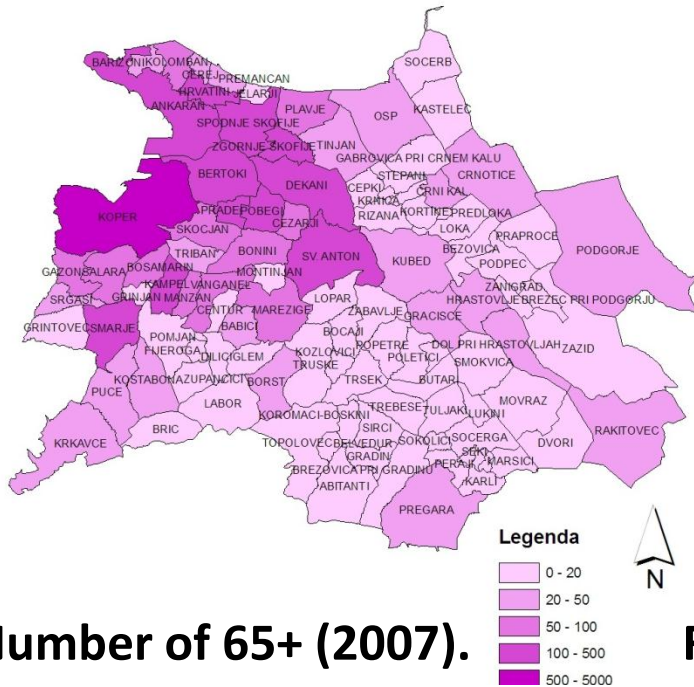 SOCERB
BARIZONI
KOLOMBAN
CEREJ
PREMANCAN
HRVATINI
JELARJI
KASTELEC
ANKARAN
PLAVJE
OSP
SPODNJE SKOFIJE
ZGORNJE SKOFIJE
TINJAN
GABROVICA PRI CRNEM KALU
BERTOKI
STEPANI
CRNOTICE
DEKANI
CEPKI
CRNI KAL
KRNICA
KOPER
PRADE
POBEGI
CEZARJI
RIZANA
KORTINE
PREDLOKA
SKOCJAN
LOKA
PRAPROCE
TRIBAN
BONINI
SV. ANTON
KUBED
BEZOVICA
PODGORJE
GAZON
SALARA
BOSAMARIN
MONTINJAN
PODPEC
KAMPEL
VANGANEL
ZANIGRAD
SRGASI
GRINJAN
MANZAN
LOPAR
HRASTOVLJE
BREZEC PRI PODGORJU
CENTUR
MAREZIGE
ZABAVLJE
GRACISCE
GRINTOVEC
SMARJE
BABICI
BOCAJI
POMJAN
POPETRE
DOL PRI HRASTOVLJAH
ZAZID
FIJEROGA
DILICI
GLEM
KOZLOVICI
POLETICI
SMOKVICA
TRUSKE
KOSTABONA
ZUPANCICI
BORST
TRSEK
BUTARI
PUCE
LABOR
TREBESE
MOVRAZ
KOROMACI-BOSKINI
TULJAKI
LUKINI
BRIC
SIRCI
RAKITOVEC
KRKAVCE
TOPOLOVEC
BELVEDUR
SOKOLICI
SOCERGA
DVORI
GRADIN
SEKI
PERAJI
MARSICI
BREZOVICA PRI GRADINU
KARLI
ABITANTI
PREGARA
N
Legenda
0 - 20
20 - 50
50 - 100
100 - 500
500 - 5000
Number of 65+ (2007).